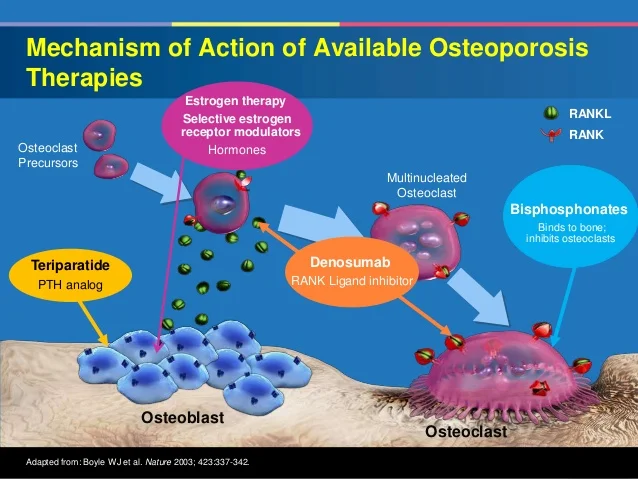 Mechanism of Action of Available Osteoporosis
Therapies
Estrogen therapy
Selective estrogen
receptor modulators
Hormones
RANKL
RANK
Osteoclast
Precursors
Multinucleated
Osteoclast
Bisphosphonates
Binds to bone;
inhibits osteoclasts
Teriparatide
PTH analog
Denosumab
RANK Ligand inhibitor
Osteoblast
Osteoclast
Adapted from: Boyle WJ et al. Nature 2003; 423:337-342.